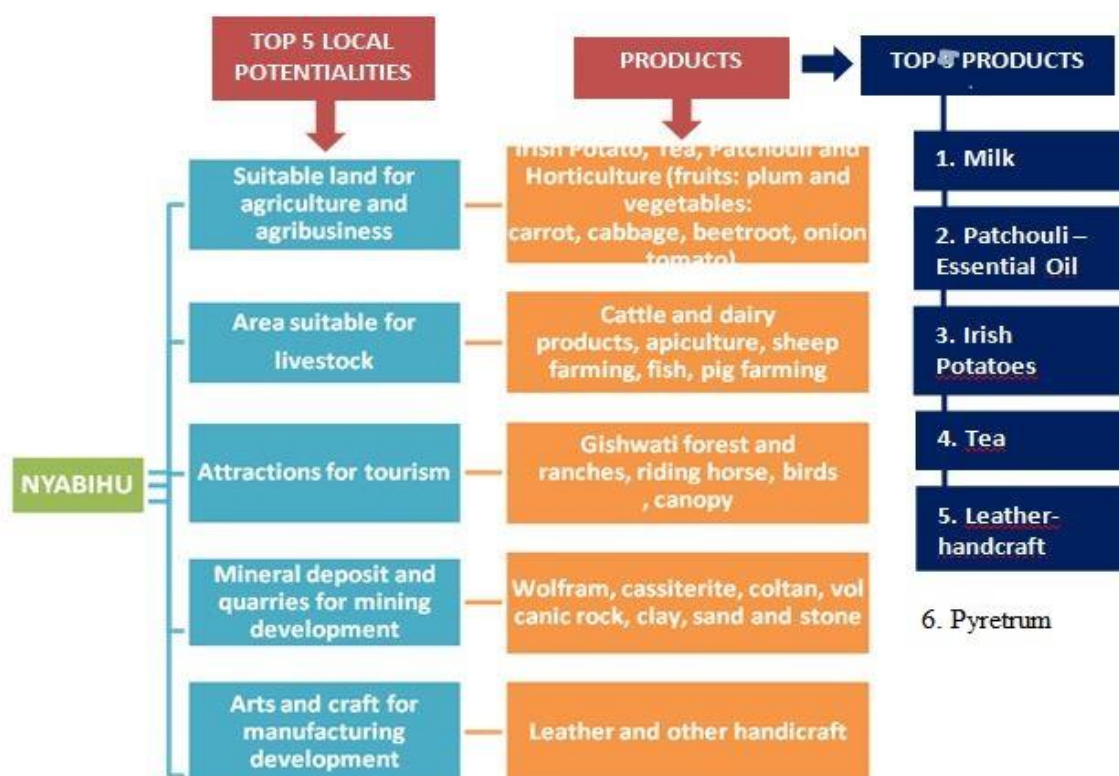 TOP 5 LOCAL
POTENTIALITIES
PRODUCTS
TOP PRODUCTS
NYABIHU
Suitable land for
agriculture and
agribusiness
Irish Potato, Tea, Patchouli and
Horticulture (fruits: plum and
vegetables:
carrot, cabbage, beetroot, onion
tomato)
Area suitable for
livestock
Cattle and dairy
products, apiculture, sheep
farming, fish, pig farming
Attractions for tourism
Gishwati forest and
ranches, riding horse, birds
, canopy
Mineral deposit and
quarries for mining
development
Wolfram, cassiterite, coltan, vol
canic rock, clay, sand and stone
Arts and craft for
manufacturing
development
Leather and other handicraft
1. Milk
2. Patchouli –
Essential Oil
3. Irish
Potatoes
4. Tea
5. Leather-
handcraft
6. Pyretrum